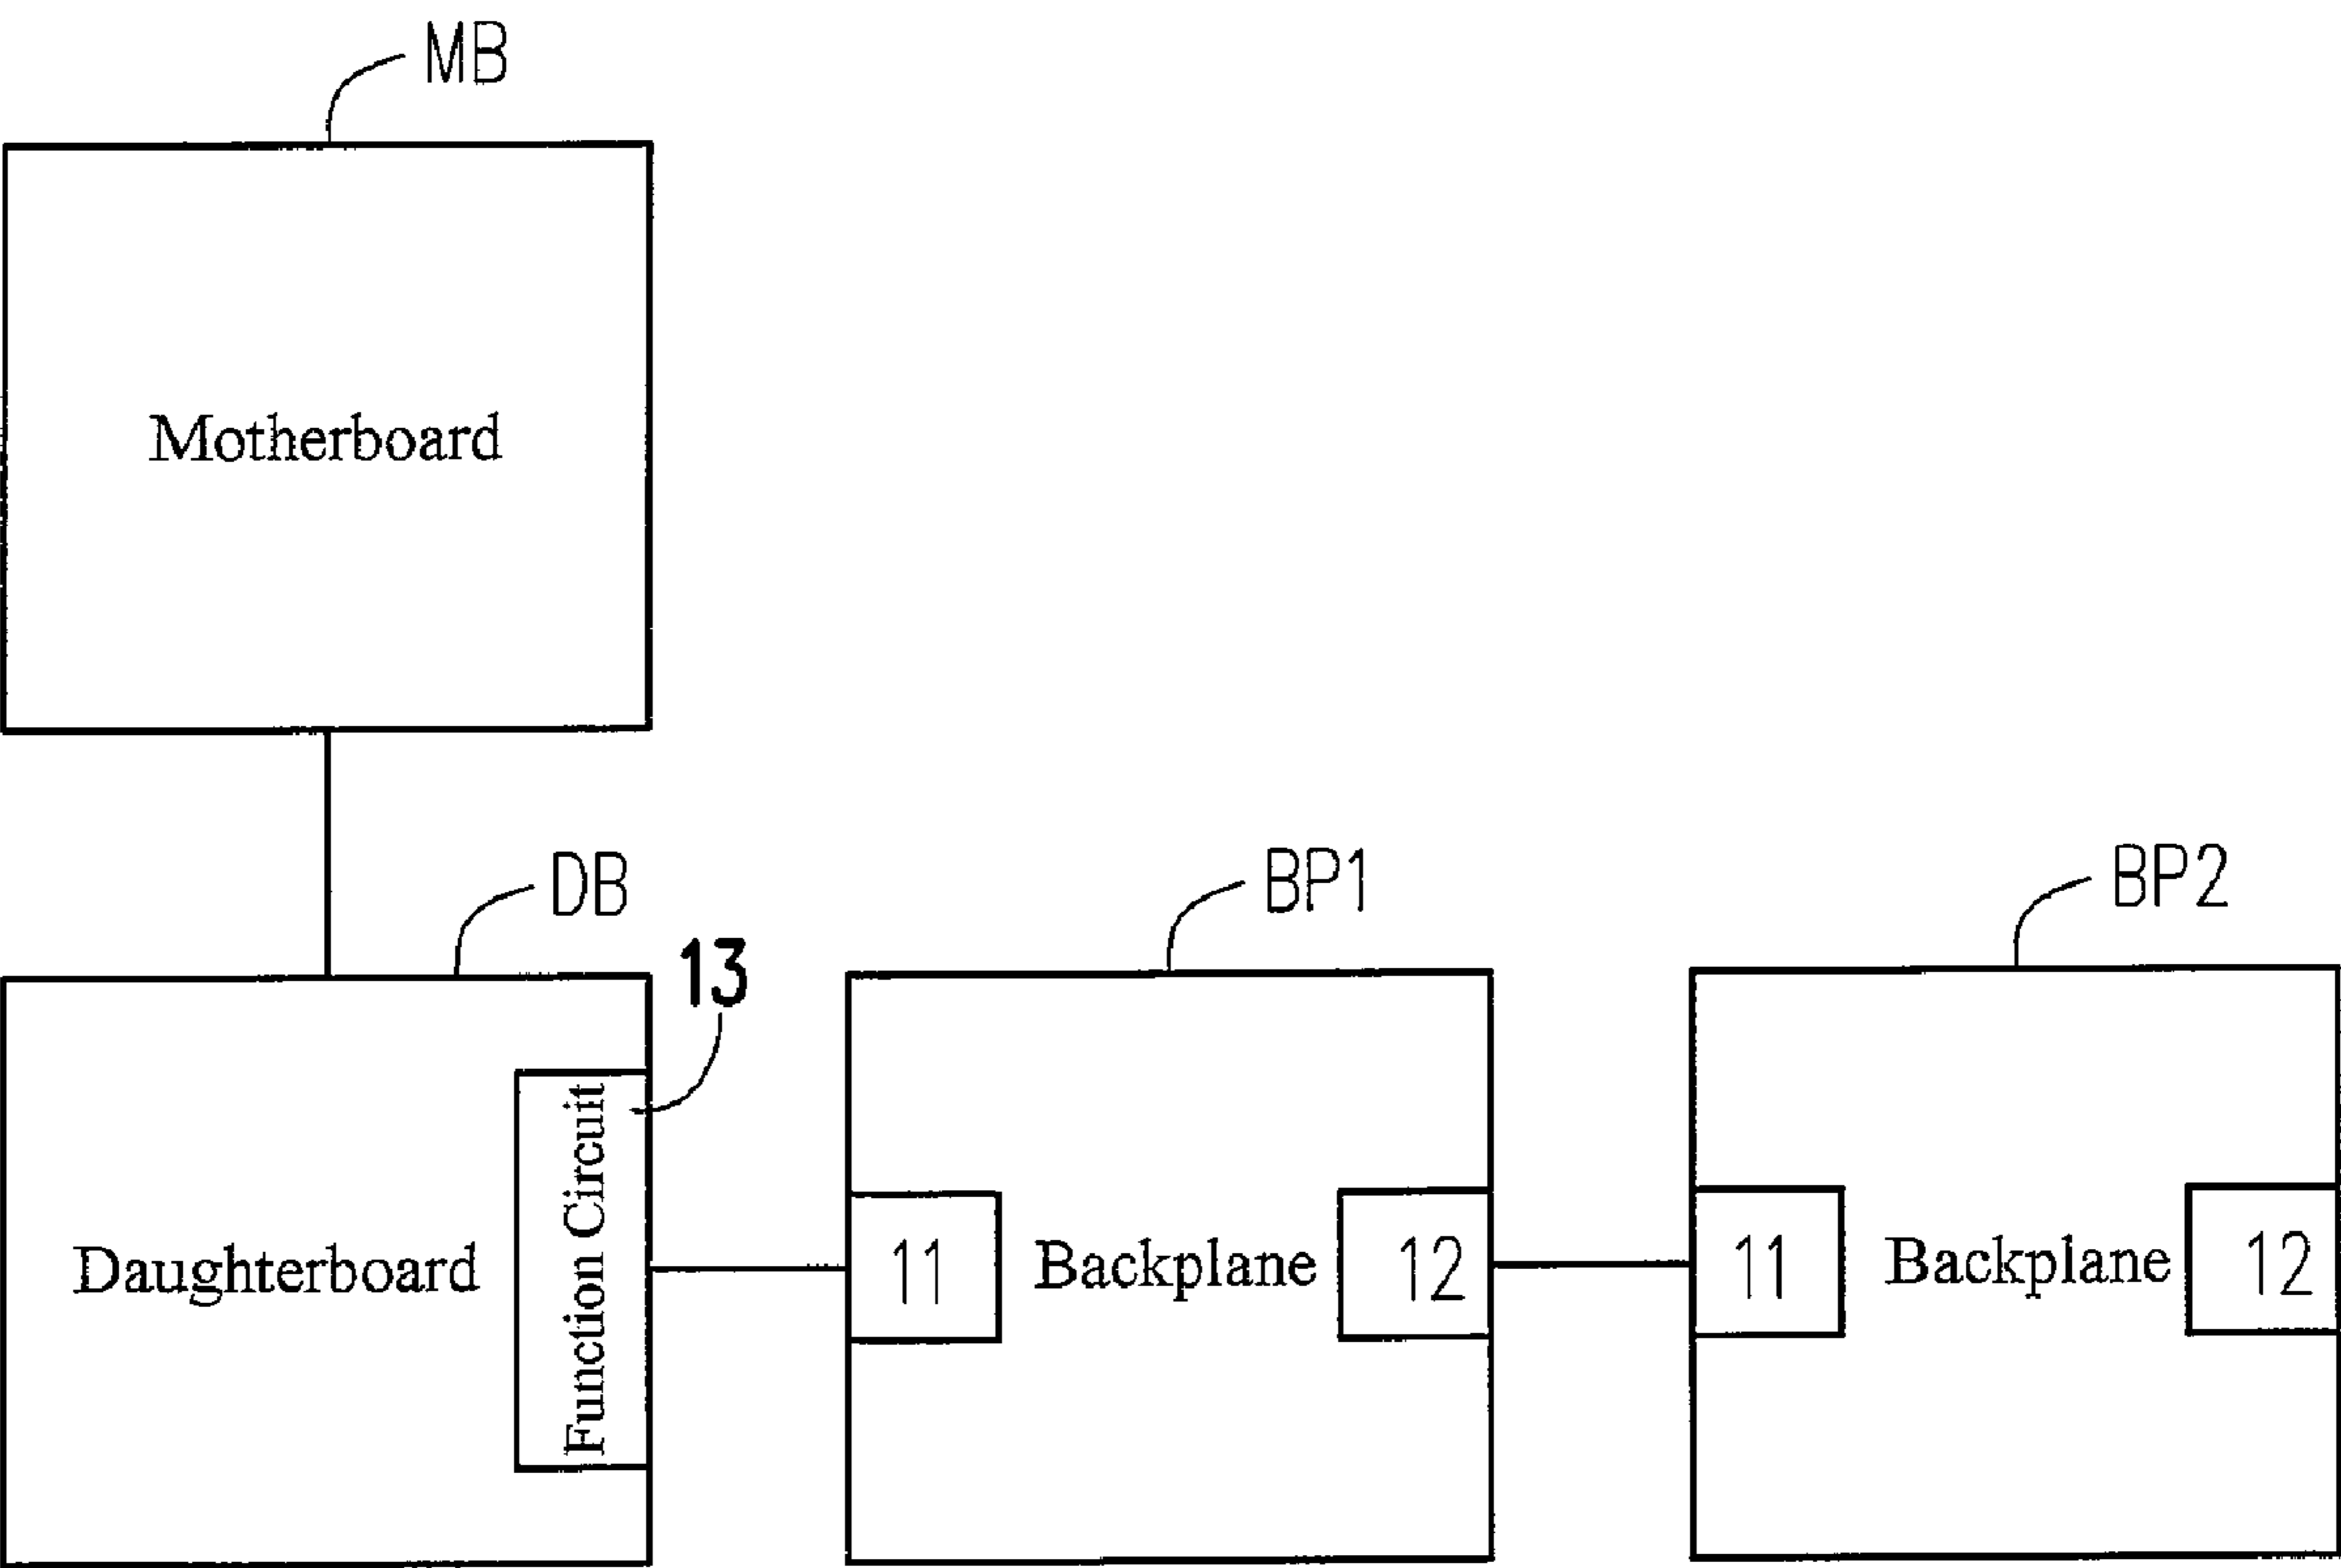 MB
Motherboard
DB
13
BP1
BP2
Daughterboard
Function Circuit
11
Backplane
12
11
Backplane
12